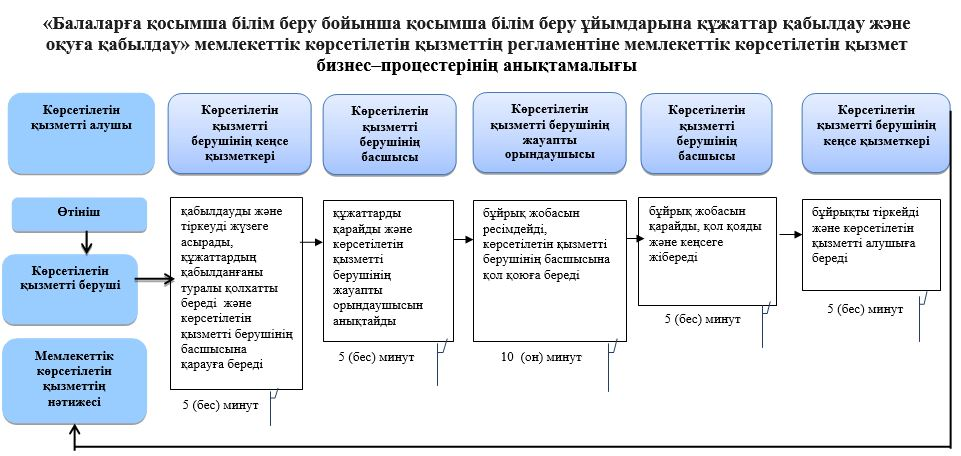 «Балаларға қосымша білім беру бойынша қосымша білім беру ұйымдарына құжаттар қабылдау және
оқуға қабылдау» мемлекеттік көрсетілетін қызметтің регламентіне мемлекеттік көрсетілетін қызмет
бизнес–процестерінің анықтамалығы
Көрсетілетін
қызметті алушы
Көрсетілетін
қызметті
берушінің кеңсе
қызметкері
Көрсетілетін
қызметті
берушінің
басшысы
Көрсетілетін
қызметті берушінің
жауапты
орындаушысы
Көрсетілетін
қызметті
берушінің
басшысы
Көрсетілетін
қызметті берушінің
кеңсе қызметкері
Өтініш
Көрсетілетін
қызметті беруші
Мемлекеттік
көрсетілетін
қызметтің
нәтижесі
қабылдауды және
тіркеуді жүзеге
асырады,
құжаттардың
қабылданғаны
туралы қолхатты
береді және
көрсетілетін
қызметті берушінің
басшысына
қарауға береді
5 (бес) минут
құжаттарды
қарайды және
көрсетілетін
қызметті
берушінің
жауапты
орындаушысын
анықтайды
5 (бес) минут
бұйрық жобасын
ресімдейді,
көрсетілетін қызметті
берушінің басшысына
қол қоюға береді
10 (он) минут
бұйрық жобасын
қарайды, қол қояды
және кеңсеге
жібереді
5 (бес) минут
бұйрықты тіркейді
және көрсетілетін
қызметті алушыға
береді
5 (бес) минут